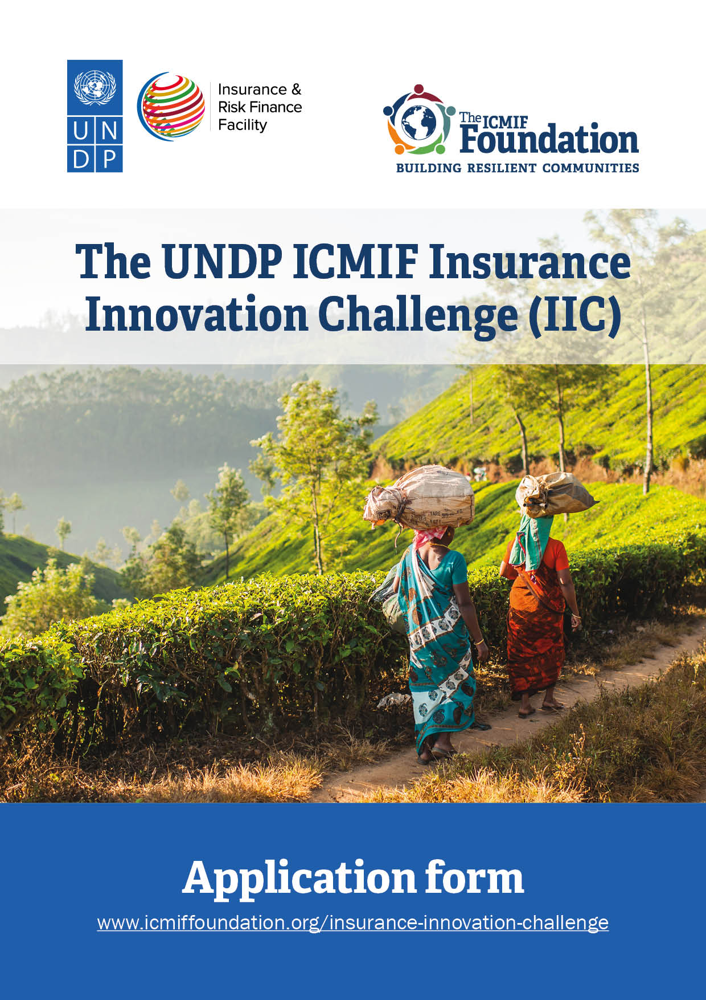 UN
DP
Insurance &
Risk Finance
Facility
The ICMIF
Foundation
BUILDING RESILIENT COMMUNITIES
The UNDP ICMIF Insurance
Innovation Challenge (IIC)
TARE
Application form
www.icmiffoundation.org/insurance-innovation-challenge